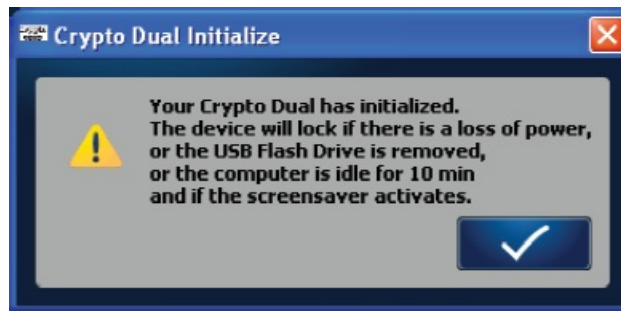 Crypto Dual Initialize
Your Crypto Dual has initialized.
The device will lock if there is a loss of power,
or the USB Flash Drive is removed,
or the computer is idle for 10 min
and if the screensaver activates.